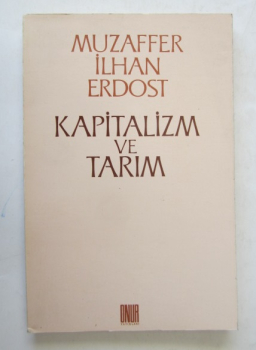 MUZAFFER
İLHAN
ERDOST
KAPİTALİZM
VE
TARIM
ONUR